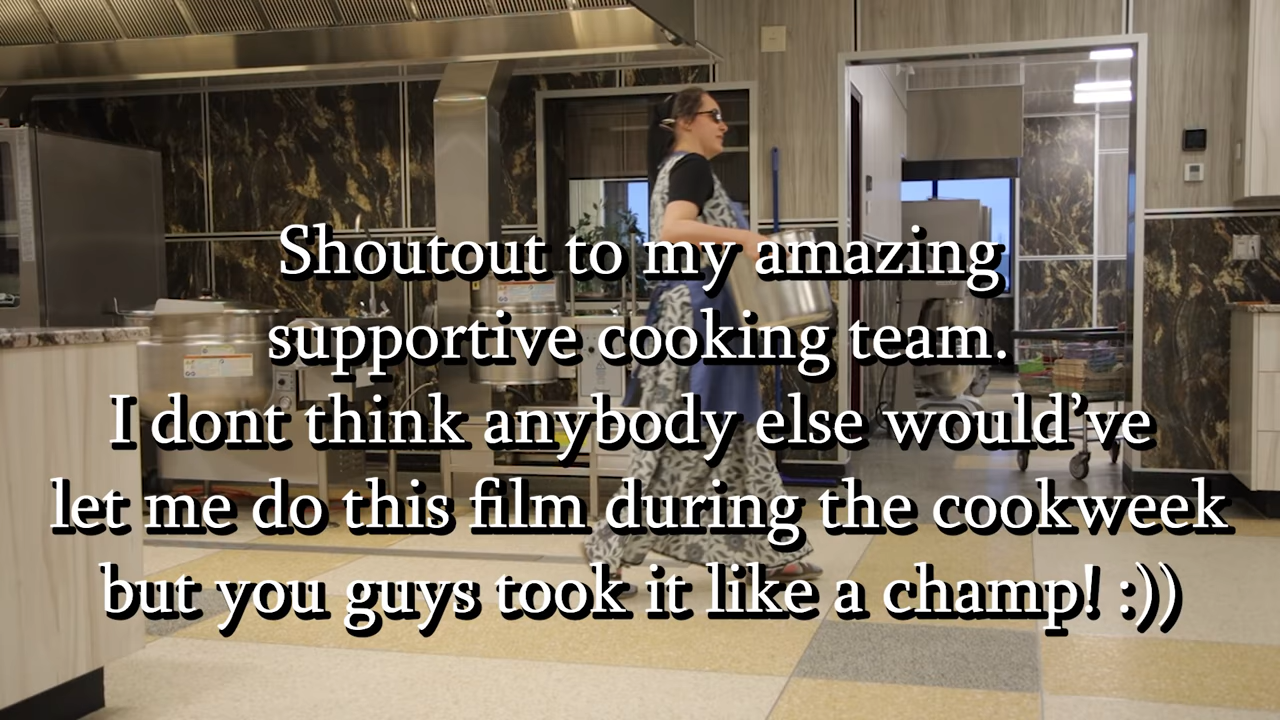 Shoutout to my amazing
supportive cooking team.
I dont think anybody else would’ve
let me do this film during the cookweek
but you guys took it like a champ! :))